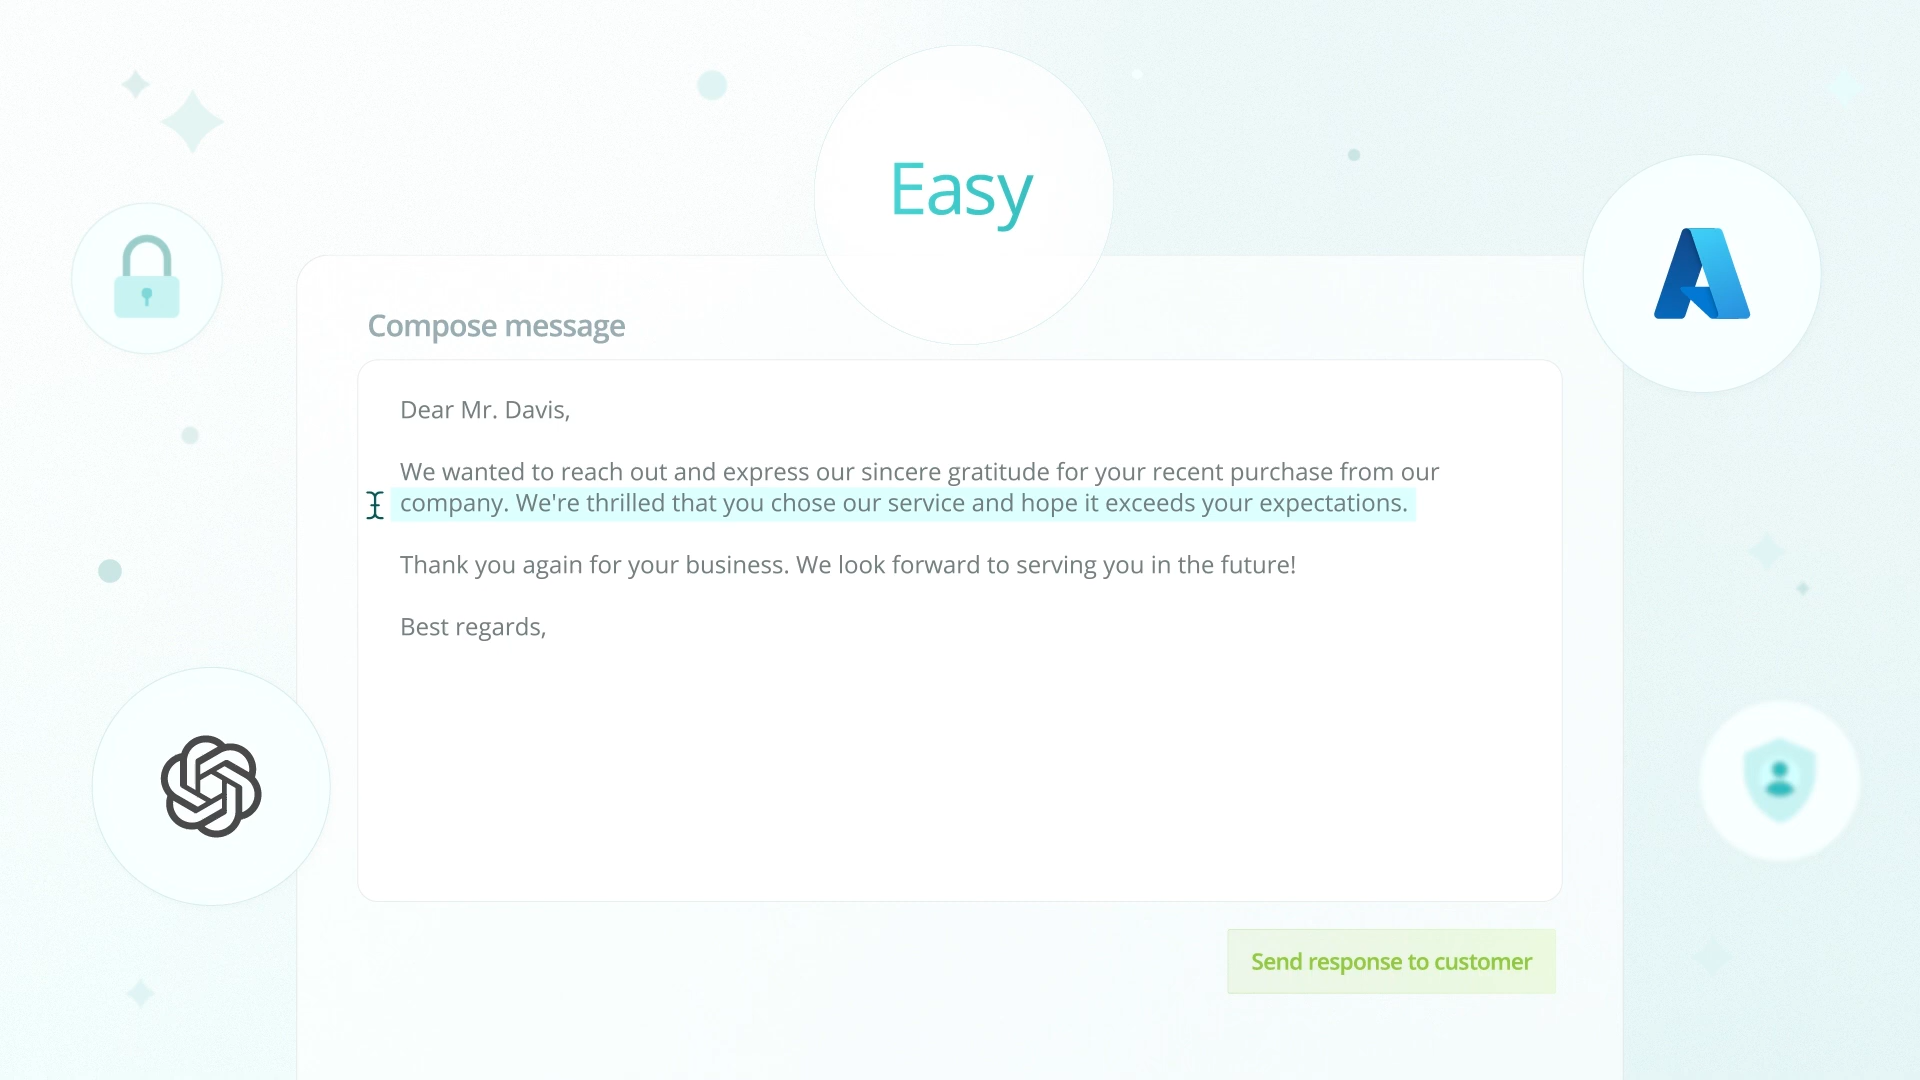 Easy
Compose message
Dear Mr. Davis,
We wanted to reach out and express our sincere gratitude for your recent purchase from our
company. We're thrilled that you chose our service and hope it exceeds your expectations.
Thank you again for your business. We look forward to serving you in the future!
Best regards,
Send response to customer